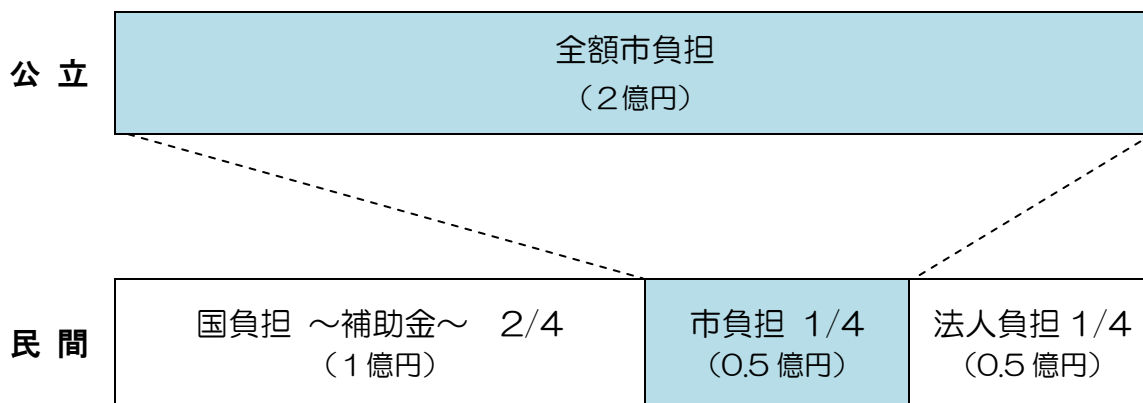 公 立
全額市負担
（２億円）
民 間
国負担 ～補助金～ 2/4
（１億円）
市負担 1/4
（0.5 億円）
法人負担 1/4
（0.5 億円）